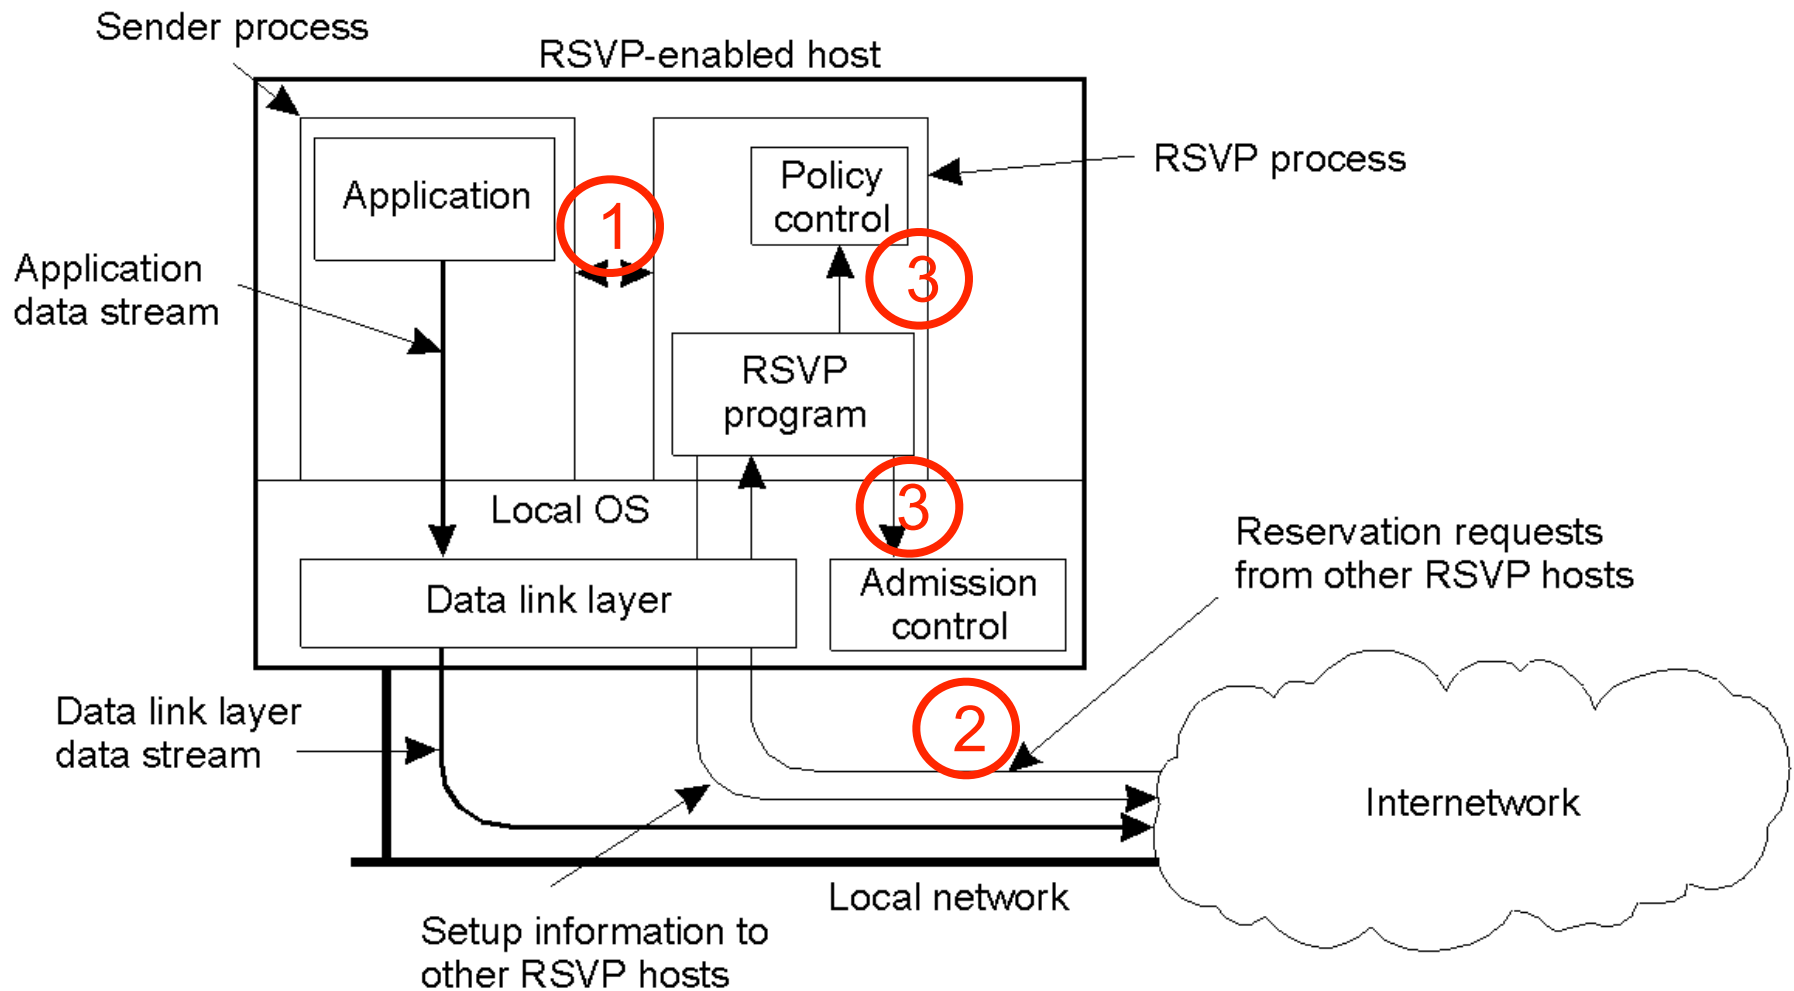 Sender process
RSVP-enabled host
Application
1
Policy
control
RSVP process
3
Application
data stream
RSVP
program
3
Local OS
Data link layer
Admission
control
Reservation requests
from other RSVP hosts
2
Data link layer
data stream
Internetwork
Local network
Setup information to
other RSVP hosts